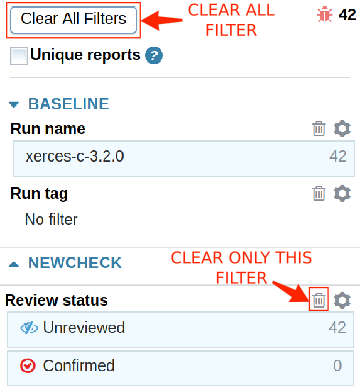 Clear All Filters
CLEAR ALL
FILTER
42
Unique reports ?
BASELINE
Run name
xerces-c-3.2.0 42
Run tag
No filter
NEWCHECK
CLEAR ONLY THIS
FILTER
Review status
Unreviewed 42
Confirmed 0